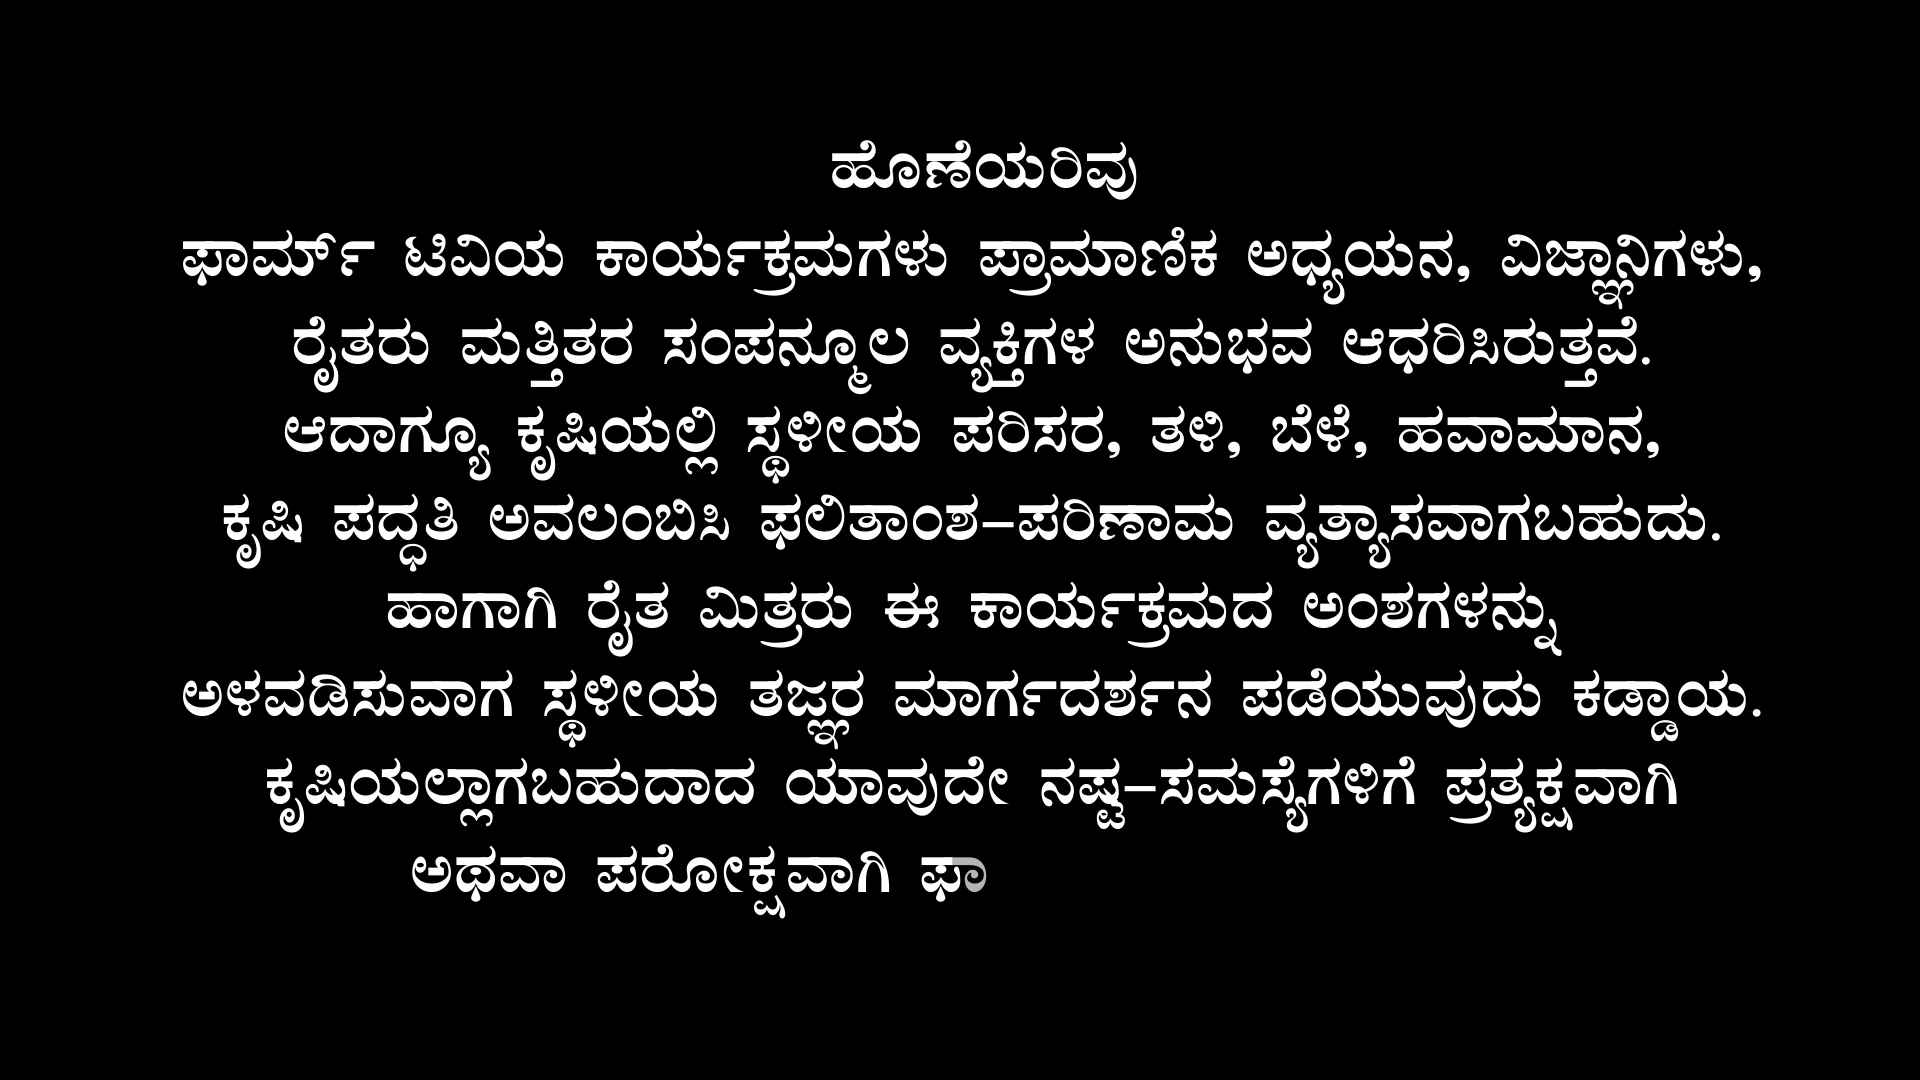 ಹೊಣೆಯರಿವು
ಫಾರ್ಮ್ ಟಿವಿಯ ಕಾರ್ಯಕ್ರಮಗಳು ಪ್ರಾಮಾಣಿಕ ಅಧ್ಯಯನ, ವಿಜ್ಞಾನಿಗಳು,
ರೈತರು ಮತ್ತಿತರ ಸಂಪನ್ಮೂಲ ವ್ಯಕ್ತಿಗಳ ಅನುಭವ ಆಧರಿಸಿರುತ್ತವೆ.
ಆದಾಗ್ಯೂ ಕೃಷಿಯಲ್ಲಿ ಸ್ಥಳೀಯ ಪರಿಸರ, ತಳಿ, ಬೆಳೆ, ಹವಾಮಾನ,
ಕೃಷಿ ಪದ್ಧತಿ ಅವಲಂಬಿಸಿ ಫಲಿತಾಂಶ–ಪರಿಣಾಮ ವ್ಯತ್ಯಾಸವಾಗಬಹುದು.
ಹಾಗಾಗಿ ರೈತ ಮಿತ್ರರು ಈ ಕಾರ್ಯಕ್ರಮದ ಅಂಶಗಳನ್ನು
ಅಳವಡಿಸುವಾಗ ಸ್ಥಳೀಯ ತಜ್ಞರ ಮಾರ್ಗದರ್ಶನ ಪಡೆಯುವುದು ಕಡ್ಡಾಯ.
ಕೃಷಿಯಲ್ಲಾಗಬಹುದಾದ ಯಾವುದೇ ನಷ್ಟ–ಸಮಸ್ಯೆಗಳಿಗೆ ಪ್ರತ್ಯಕ್ಷವಾಗಿ
ಅಥವಾ ಪರೋಕ್ಷವಾಗಿ ಫಾ